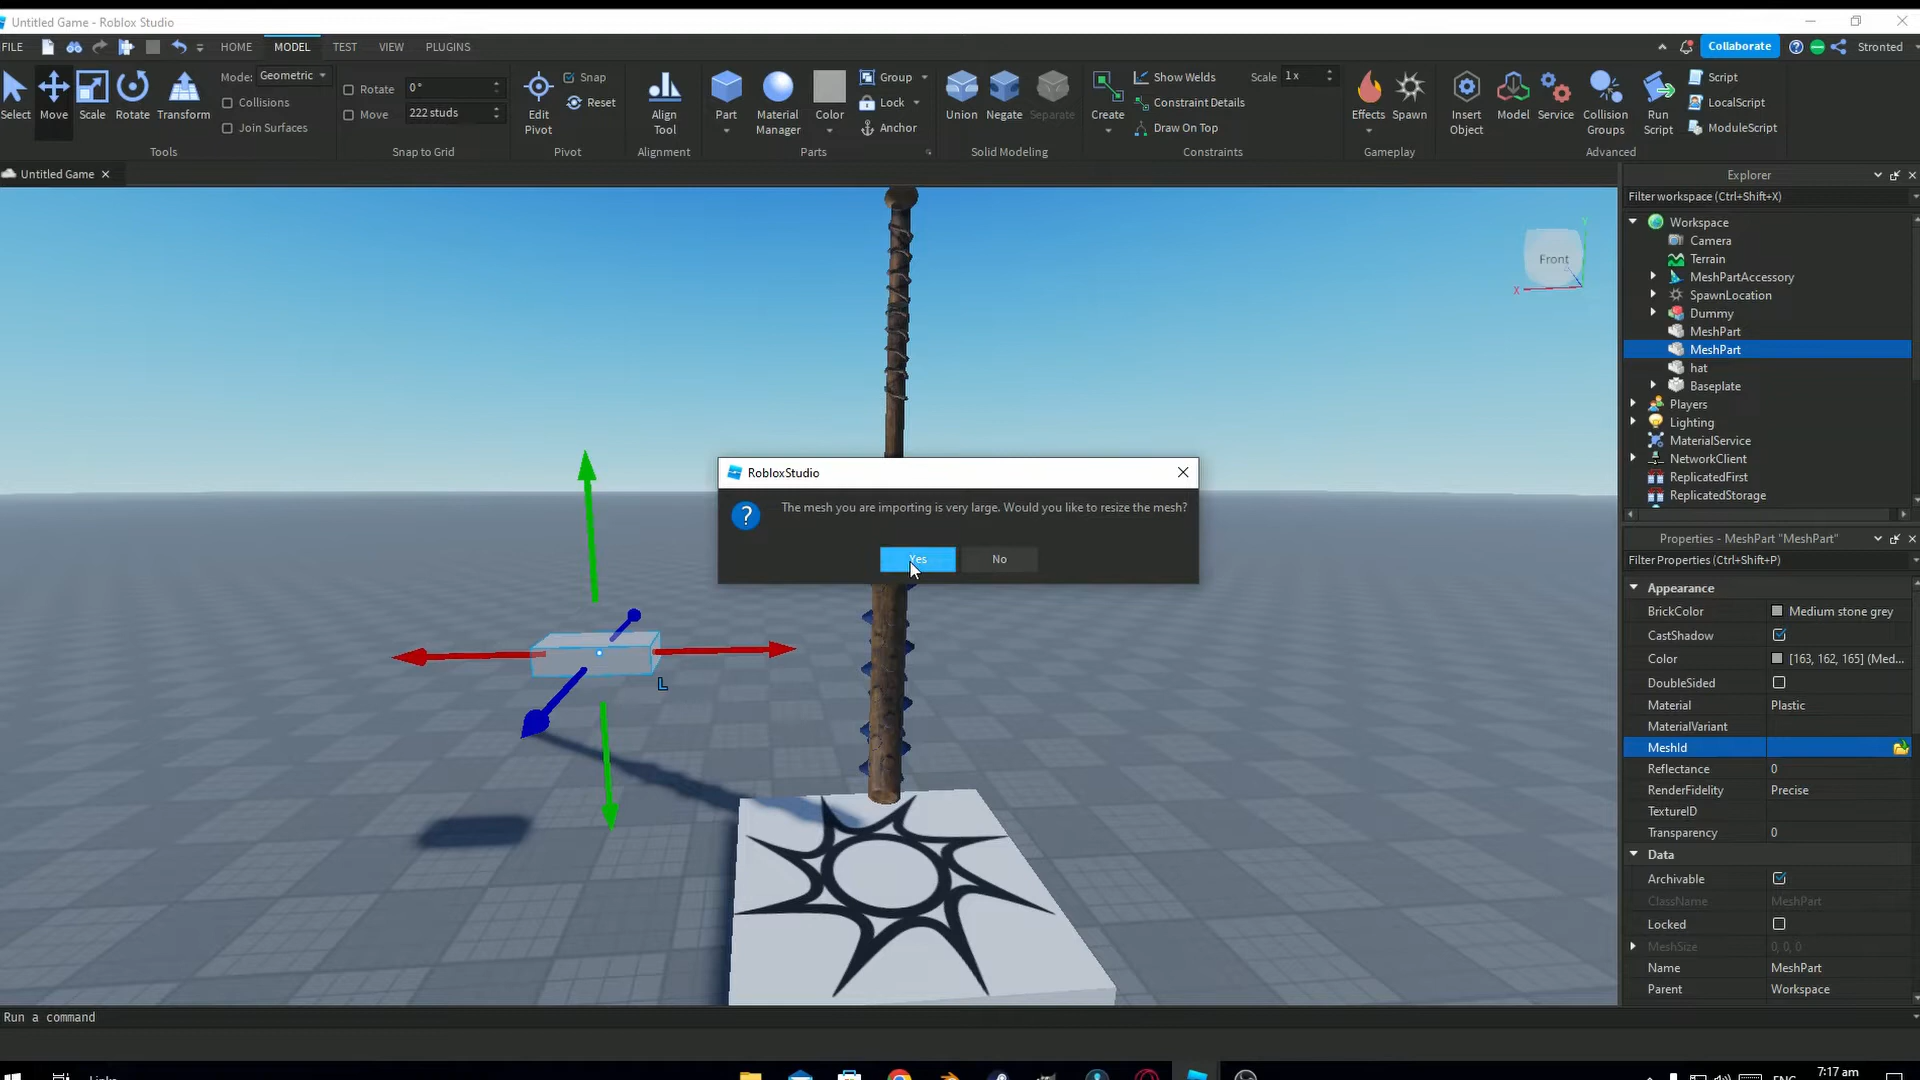 Untitled Game - Roblox Studio
FILE HOME MODEL TEST VIEW PLUGINS Collaborate Stronted
Mode: Geometric Rotate 0° Snap Group Show Welds Scale 1 x Script
Select Move Scale Rotate Transform Collisions Move 222 studs Edit Pivot Reset Align Tool Part Material Manager Color Lock Union Negate Separate Create Constraint Details Effects Spawn Insert Object Model Service Collision Groups Run Script LocalScript
Join Surfaces Anchor Draw On Top ModuleScript
Tools Snap to Grid Pivot Alignment Parts Solid Modeling Constraints Gameplay Advanced
Untitled Game
Explorer
Filter workspace (Ctrl+Shift+X)
Workspace
Camera
Terrain
MeshPartAccessory
SpawnLocation
Dummy
MeshPart
MeshPart
hat
Baseplate
Players
Lighting
MaterialService
NetworkClient
ReplicatedFirst
ReplicatedStorage
Front
X
Y
RobloxStudio
The mesh you are importing is very large. Would you like to resize the mesh?
Yes No
L
Properties - MeshPart "MeshPart"
Filter Properties (Ctrl+Shift+P)
Appearance
BrickColor Medium stone grey
CastShadow
Color [163, 162, 165] (Med...
DoubleSided
Material Plastic
MaterialVariant
MeshId
Reflectance 0
RenderFidelity Precise
TextureID
Transparency 0
Data
Archivable
ClassName MeshPart
Locked
MeshSize 0, 0, 0
Name MeshPart
Parent Workspace
Run a command
7:17 am